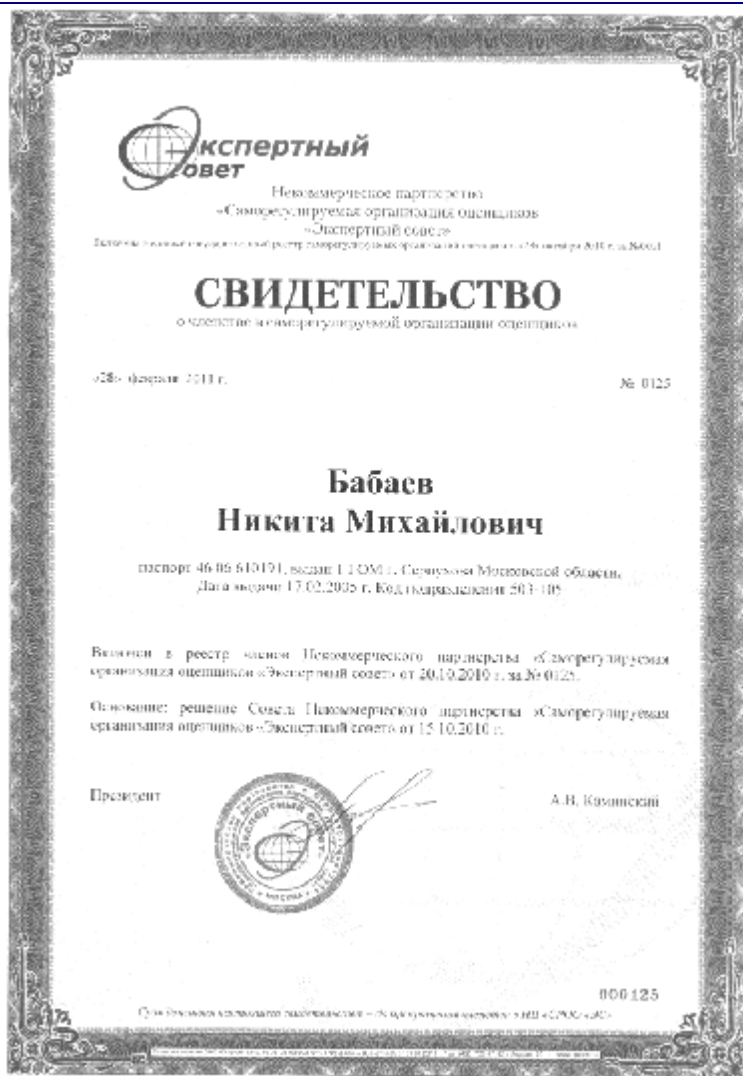 Экспертный
совет
Некоммерческое партнерство
«Саморегулируемая организация оценщиков
«Экспертный совет»
СВИДЕТЕЛЬСТВО
о членстве в саморегулируемой организации оценщиков
«28» февраля 2011 г.
№ 0125
Бабаев
Никита Михайлович
паспорт 46 06 610191, выдан г. Серпухова Московской области,
Дата выдачи 17.02.2005 г. Код подразделения 503-105
Включен в реестр членов Некоммерческого партнерства «Саморегулируемая
организация оценщиков «Экспертный совет» от 20.10.2010 г. за № 0125.
Основание: решение Совета Некоммерческого партнерства «Саморегулируемая
организация оценщиков «Экспертный совет» от 15.10.2010 г.
Президент
А.В. Каминский
«Экспертный совет»
МОСКВА
000125